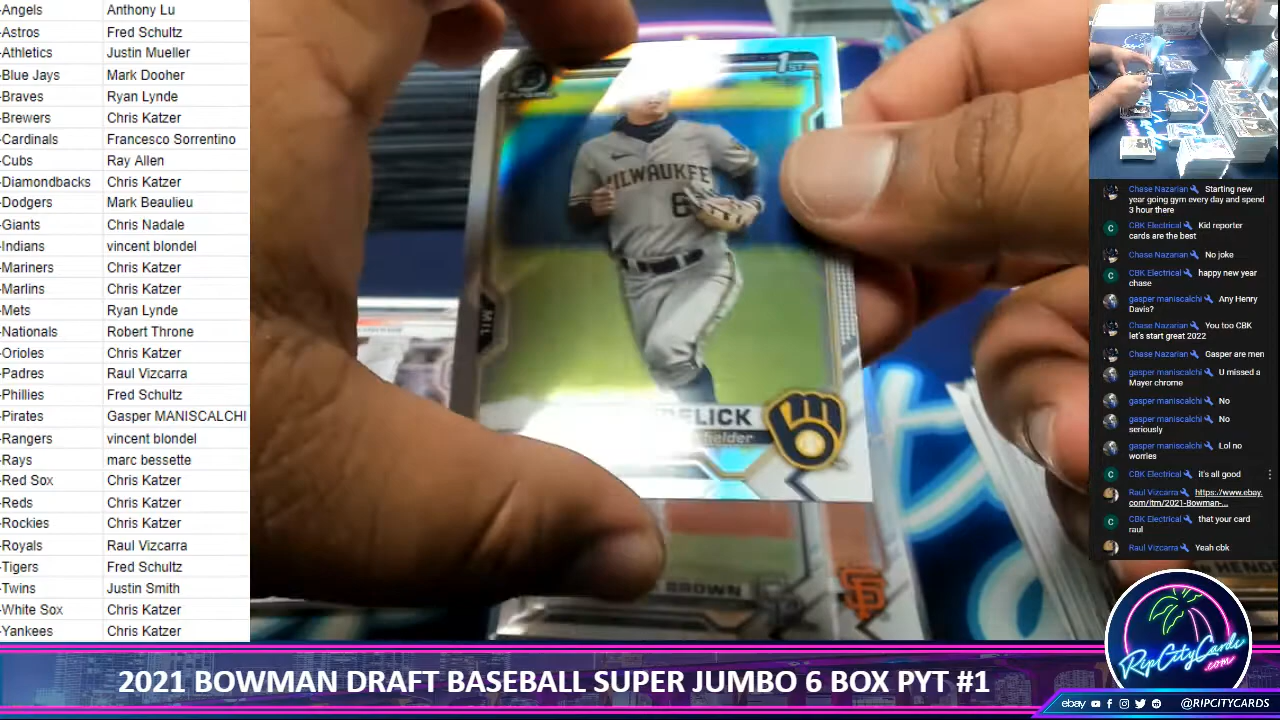 -Angels Anthony Lu
-Astros Fred Schultz
-Athletics Justin Mueller
-Blue Jays Mark Dooher
-Braves Ryan Lynde
-Brewers Chris Katzer
-Cardinals Francesco Sorrentino
-Cubs Ray Allen
-Diamondbacks Chris Katzer
-Dodgers Mark Beaulieu
-Giants Chris Nadale
-Indians vincent blondel
-Mariners Chris Katzer
-Marlins Chris Katzer
-Mets Ryan Lynde
-Nationals Robert Throne
-Orioles Chris Katzer
-Padres Raul Vizcarra
-Phillies Fred Schultz
-Pirates Gasper MANISCALCHI
-Rangers vincent blondel
-Rays marc bessette
-Red Sox Chris Katzer
-Reds Chris Katzer
-Rockies Chris Katzer
-Royals Raul Vizcarra
-Tigers Fred Schultz
-Twins Justin Smith
-White Sox Chris Katzer
-Yankees Chris Katzer
1ST
MILWAUKEE
MIL
ELICK
fielder
BROWN
SF
Chase Nazarian Starting new
year going gym every day and spend
3 hour there
C CBK Electrical Kid reporter
cards are the best
Chase Nazarian No joke
C CBK Electrical happy new year
chase
gasper maniscalchi Any Henry
Davis?
Chase Nazarian You too CBK
let's start great 2022
Chase Nazarian Gasper are men
gasper maniscalchi U missed a
Mayer chrome
gasper maniscalchi No
gasper maniscalchi No
seriously
gasper maniscalchi Lol no
worries
C CBK Electrical it's all good
Raul Vizcarra https://www.ebay.
com/itm/2021-Bowman-...
C CBK Electrical that your card
raul
Raul Vizcarra Yeah cbk
RipCityCards
.com
2021 BOWMAN DRAFT BASEBALL SUPER JUMBO 6 BOX PYT #1
ebay @RIPCITYCARDS